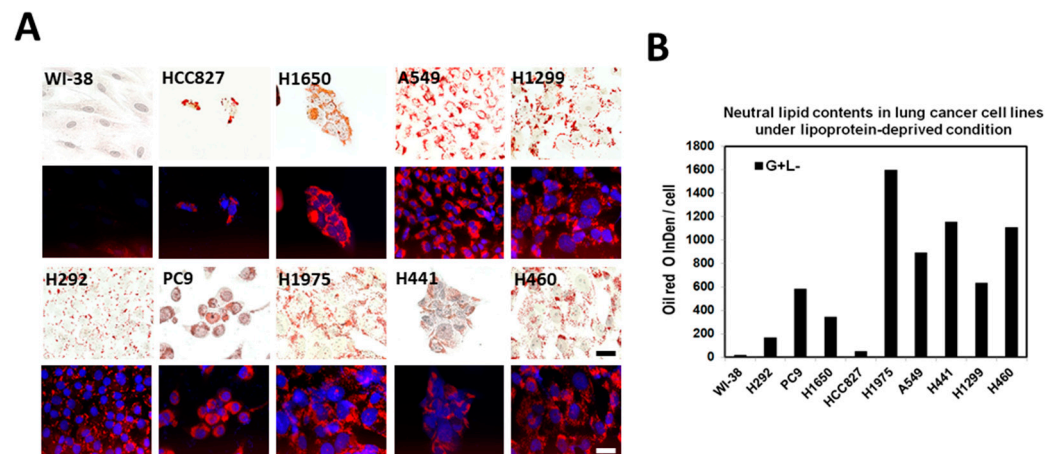 A
WI-38
HCC827
H1650
A549
H1299
H292
PC9
H1975
H441
H460
B
Neutral lipid contents in lung cancer cell lines
under lipoprotein-deprived condition
Oil red O InDen / cell
1800
1600
1400
1200
1000
800
600
400
200
0
G+L-
WI-38
H292
PC9
H1650
HCC827
H1975
A549
H441
H1299
H460